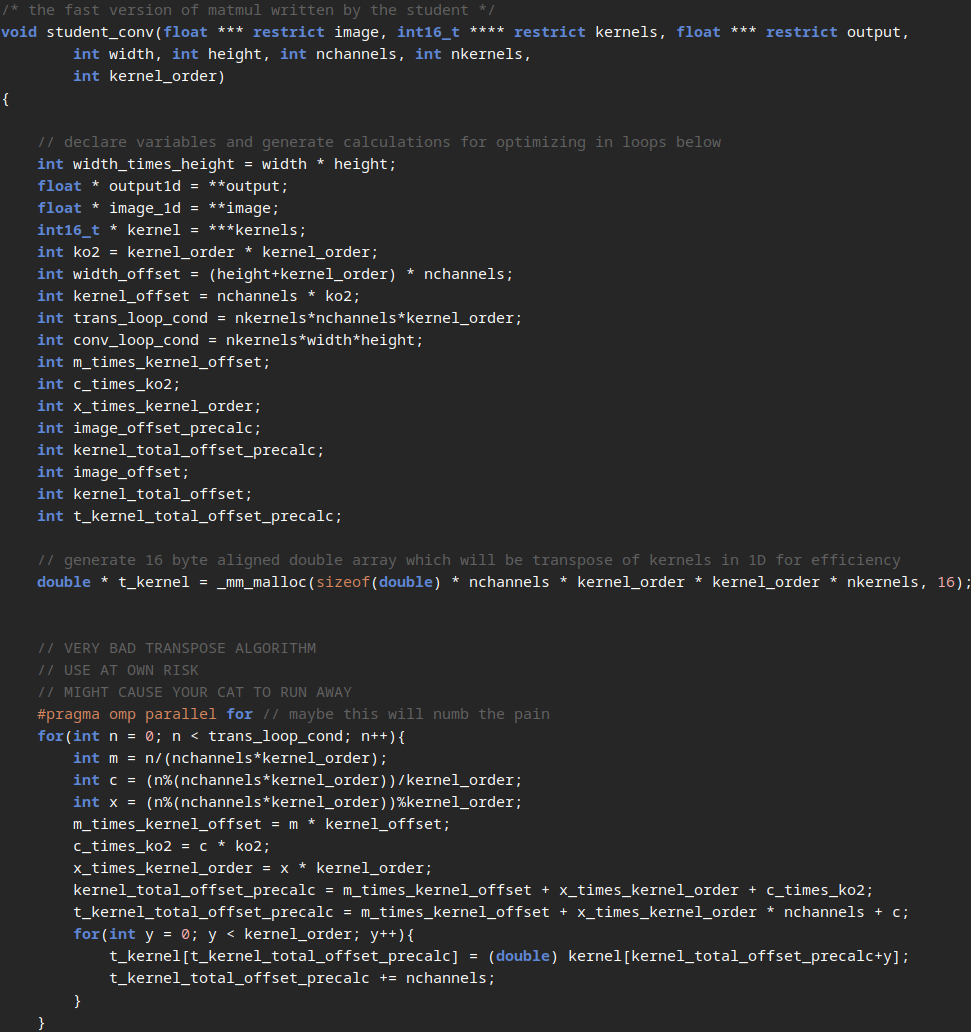 /* the fast version of matmul written by the student */
void student_conv(float *** restrict image, int16_t **** restrict kernels, float *** restrict output,
        int width, int height, int nchannels, int nkernels,
        int kernel_order)
{
    // declare variables and generate calculations for optimizing in loops below
    int width_times_height = width * height;
    float * output1d = **output;
    float * image_1d = **image;
    int16_t * kernel = ***kernels;
    int ko2 = kernel_order * kernel_order;
    int width_offset = (height+kernel_order) * nchannels;
    int kernel_offset = nchannels * ko2;
    int trans_loop_cond = nkernels*nchannels*kernel_order;
    int conv_loop_cond = nkernels*width*height;
    int m_times_kernel_offset;
    int c_times_ko2;
    int x_times_kernel_order;
    int image_offset_precalc;
    int kernel_total_offset_precalc;
    int image_offset;
    int kernel_total_offset;
    int t_kernel_total_offset_precalc;
    // generate 16 byte aligned double array which will be transpose of kernels in 1D for efficiency
    double * t_kernel = _mm_malloc(sizeof(double) * nchannels * kernel_order * kernel_order * nkernels, 16);
    // VERY BAD TRANSPOSE ALGORITHM
    // USE AT OWN RISK
    // MIGHT CAUSE YOUR CAT TO RUN AWAY
    #pragma omp parallel for // maybe this will numb the pain
    for(int n = 0; n < trans_loop_cond; n++){
        int m = n/(nchannels*kernel_order);
        int c = (n%(nchannels*kernel_order))/kernel_order;
        int x = (n%(nchannels*kernel_order))%kernel_order;
        m_times_kernel_offset = m * kernel_offset;
        c_times_ko2 = c * ko2;
        x_times_kernel_order = x * kernel_order;
        kernel_total_offset_precalc = m_times_kernel_offset + x_times_kernel_order + c_times_ko2;
        t_kernel_total_offset_precalc = m_times_kernel_offset + x_times_kernel_order * nchannels + c;
        for(int y = 0; y < kernel_order; y++){
            t_kernel[t_kernel_total_offset_precalc] = (double) kernel[kernel_total_offset_precalc+y];
            t_kernel_total_offset_precalc += nchannels;
        }
    }